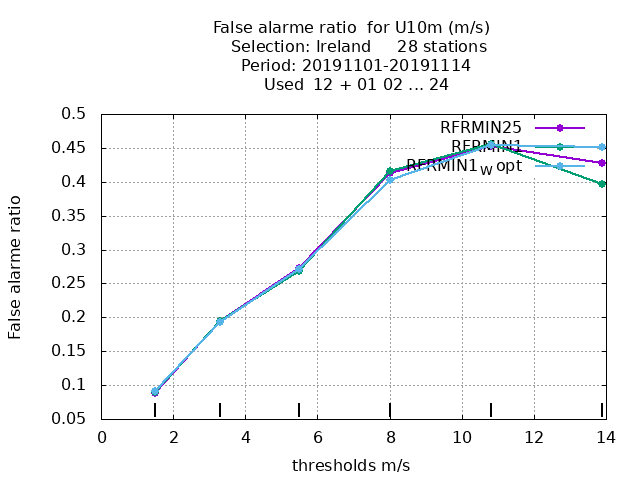 False alarme ratio  for U10m (m/s)
Selection: Ireland     28 stations
Period: 20191101-20191114
Used  12 + 01 02 ... 24
RFRMIN25
RFRMIN1
RFRMIN1W opt
False alarme ratio
0.5
0.45
0.4
0.35
0.3
0.25
0.2
0.15
0.1
0.05
0 2 4 6 8 10 12 14
thresholds m/s